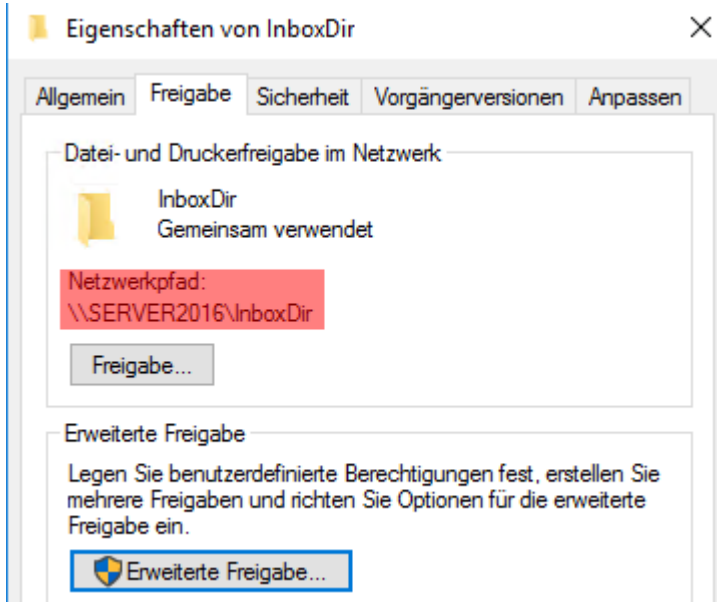 Eigenschaften von InboxDir
Allgemein Freigabe Sicherheit Vorgängerversionen Anpassen
Datei- und Druckerfreigabe im Netzwerk
InboxDir
Gemeinsam verwendet
Netzwerkpfad:
\\SERVER2016\InboxDir
Freigabe...
Erweiterte Freigabe
Legen Sie benutzerdefinierte Berechtigungen fest, erstellen Sie
mehrere Freigaben und richten Sie Optionen für die erweiterte
Freigabe ein.
Erweiterte Freigabe...